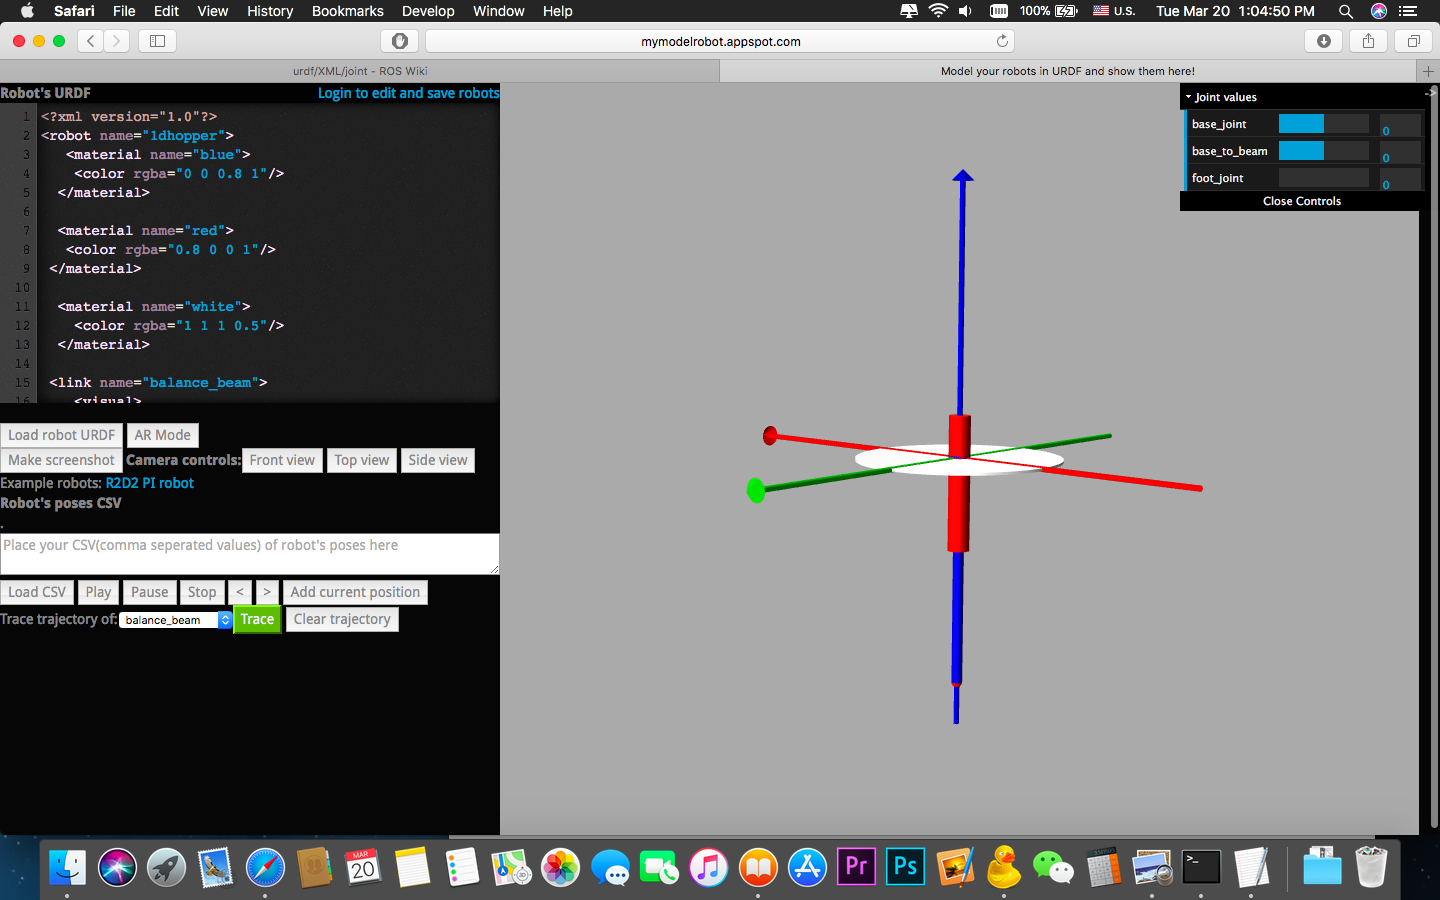 Safari File Edit View History Bookmarks Develop Window Help 100% U.S. Tue Mar 20 1:04:50 PM
mymodelrobot.appspot.com
urdf/XML/joint - ROS Wiki
Model your robots in URDF and show them here!
Robot's URDF Login to edit and save robots
1 <?xml version="1.0"?>
2 <robot name="1dhopper">
3 <material name="blue">
4 <color rgba="0 0 0.8 1"/>
5 </material>
6
7 <material name="red">
8 <color rgba="0.8 0 0 1"/>
9 </material>
10
11 <material name="white">
12 <color rgba="1 1 1 0.5"/>
13 </material>
14
15 <link name="balance_beam">
16 <visual>
Load robot URDF AR Mode
Make screenshot Camera controls: Front view Top view Side view
Example robots: R2D2 PI robot
Robot's poses CSV
.
Place your CSV(comma seperated values) of robot's poses here
Load CSV Play Pause Stop < > Add current position
Trace trajectory of: balance_beam Trace Clear trajectory
Joint values
base_joint 0
base_to_beam 0
foot_joint 0
Close Controls
->
MAR
20
Pr
Ps
>_